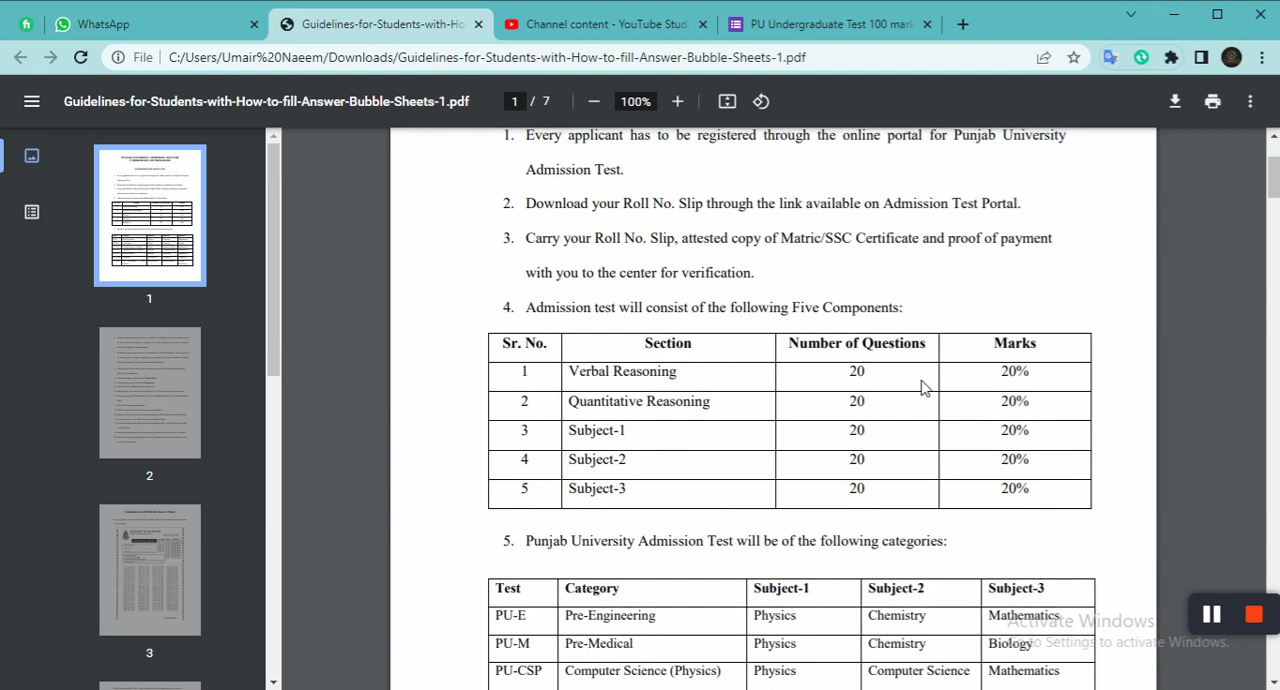 WhatsApp
Guidelines-for-Students-with-Ho
Channel content - YouTube Studi
PU Undergraduate Test 100 mark
File C:/Users/Umair%20Naeem/Downloads/Guidelines-for-Students-with-How-to-fill-Answer-Bubble-Sheets-1.pdf
Guidelines-for-Students-with-How-to-fill-Answer-Bubble-Sheets-1.pdf 1 / 7 100%
1. Every applicant has to be registered through the online portal for Punjab University
Admission Test.
2. Download your Roll No. Slip through the link available on Admission Test Portal.
3. Carry your Roll No. Slip, attested copy of Matric/SSC Certificate and proof of payment
with you to the center for verification.
4. Admission test will consist of the following Five Components:
Sr. No. Section Number of Questions Marks
1 Verbal Reasoning 20 20%
2 Quantitative Reasoning 20 20%
3 Subject-1 20 20%
4 Subject-2 20 20%
5 Subject-3 20 20%
5. Punjab University Admission Test will be of the following categories:
Test Category Subject-1 Subject-2 Subject-3
PU-E Pre-Engineering Physics Chemistry Mathematics
PU-M Pre-Medical Physics Chemistry Biology
PU-CSP Computer Science (Physics) Physics Computer Science Mathematics
1
2
3
Activate Windows
Go to Settings to activate Windows.